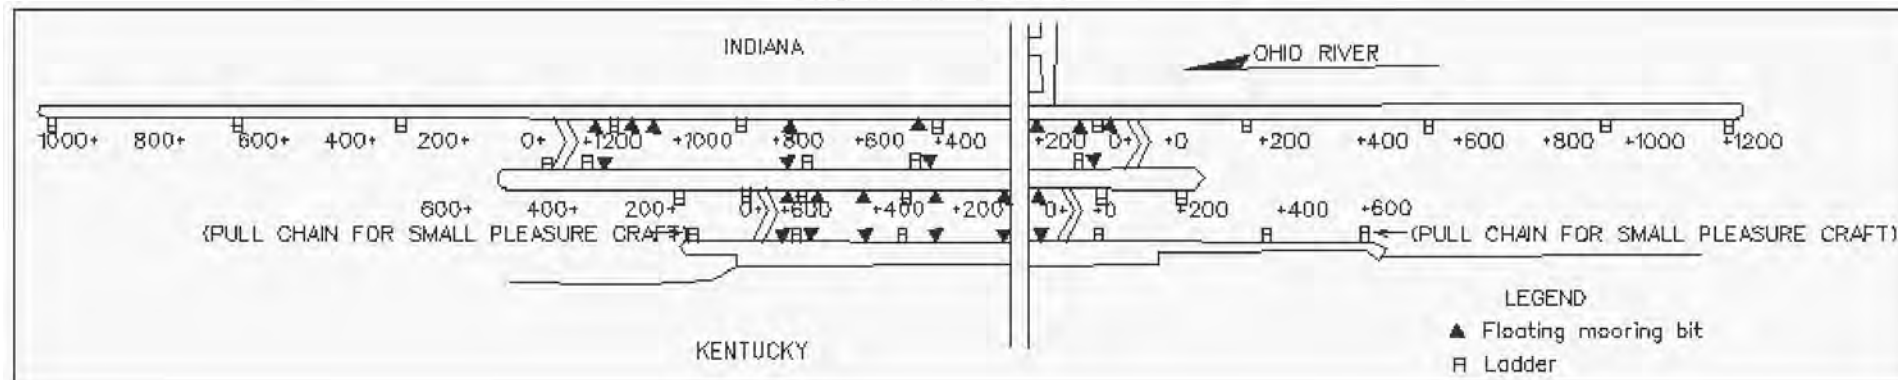 INDIANA
OHIO RIVER
1000+ 800+ 600+ 400+ 200+ 0+ +1200 +1000 +800 +600 +400 +200 0+ +0 +200 +400 +600 +800 +1000 +1200
600+ 400+ 200+ 0+ +600 +400 +200 0+ +0 +200 +400 +600
(PULL CHAIN FOR SMALL PLEASURE CRAFT) (PULL CHAIN FOR SMALL PLEASURE CRAFT)
LEGEND
Floating mooring bit
KENTUCKY
Ladder